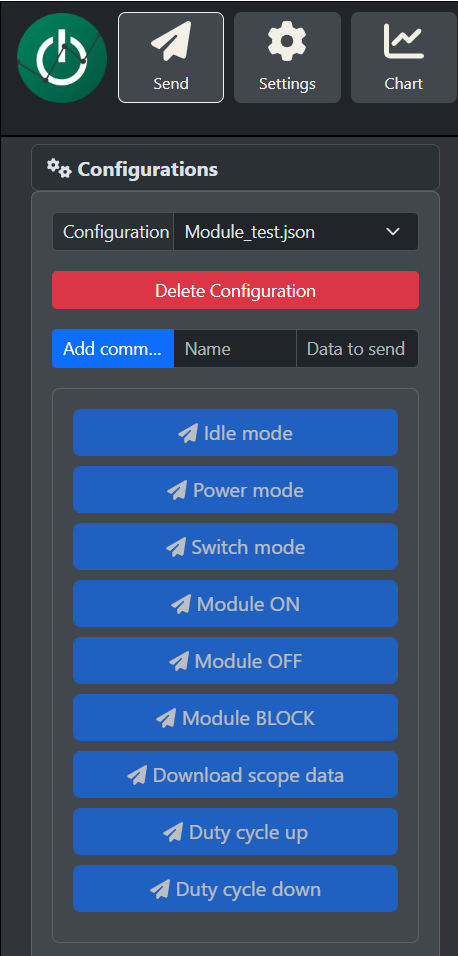 Send
Settings
Chart
Configurations
Configuration
Module_test.json
Delete Configuration
Add comm...
Name
Data to send
Idle mode
Power mode
Switch mode
Module ON
Module OFF
Module BLOCK
Download scope data
Duty cycle up
Duty cycle down